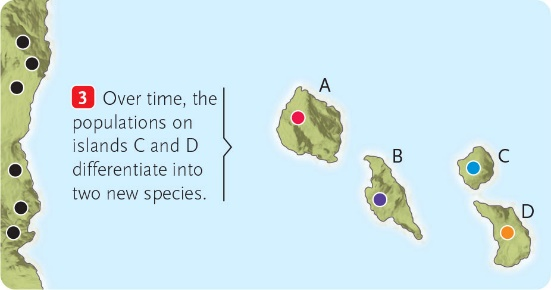 3 Over time, the
populations on
islands C and D
differentiate into
two new species.
A
B
C
D